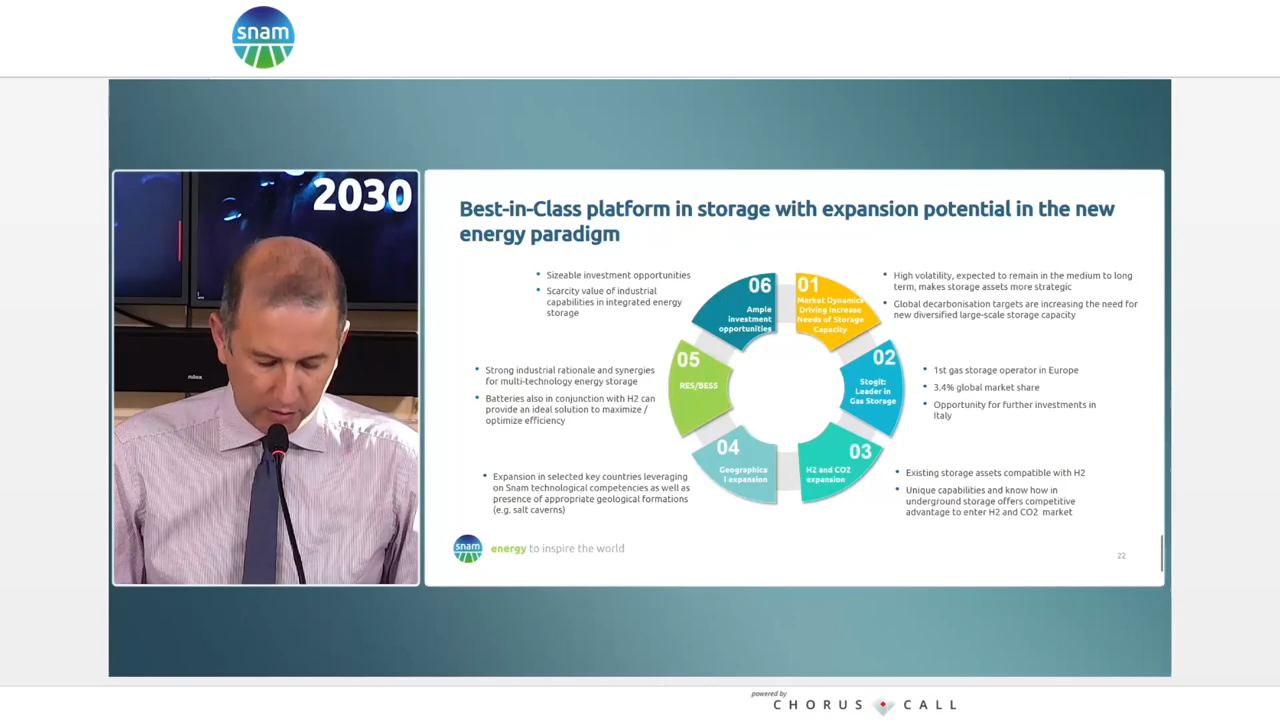 snam
2030
nilox
Best-in-Class platform in storage with expansion potential in the new
energy paradigm
• Sizeable investment opportunities
• Scarcity value of industrial
capabilities in integrated energy
storage
06
Ample
investment
opportunities
01
Market Dynamics
Driving Increase
Needs of Storage
Capacity
• High volatility, expected to remain in the medium to long
term, makes storage assets more strategic
• Global decarbonisation targets are increasing the need for
new diversified large-scale storage capacity
• Strong industrial rationale and synergies
for multi-technology energy storage
• Batteries also in conjunction with H2 can
provide an ideal solution to maximize /
optimize efficiency
05
RES/BESS
02
Stogit:
Leader in
Gas Storage
• 1st gas storage operator in Europe
• 3.4% global market share
• Opportunity for further investments in
Italy
• Expansion in selected key countries leveraging
on Snam technological competencies as well as
presence of appropriate geological formations
(e.g. salt caverns)
04
Geographica
l expansion
03
H2 and CO2
expansion
• Existing storage assets compatible with H2
• Unique capabilities and know how in
underground storage offers competitive
advantage to enter H2 and CO2 market
snam
energy to inspire the world
22
powered by
CHORUS CALL